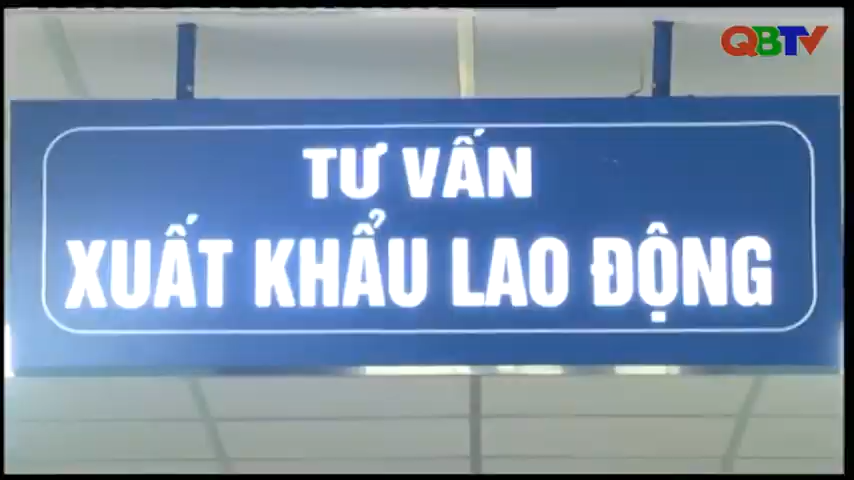 QBTV
TƯ VẤN
XUẤT KHẨU LAO ĐỘNG